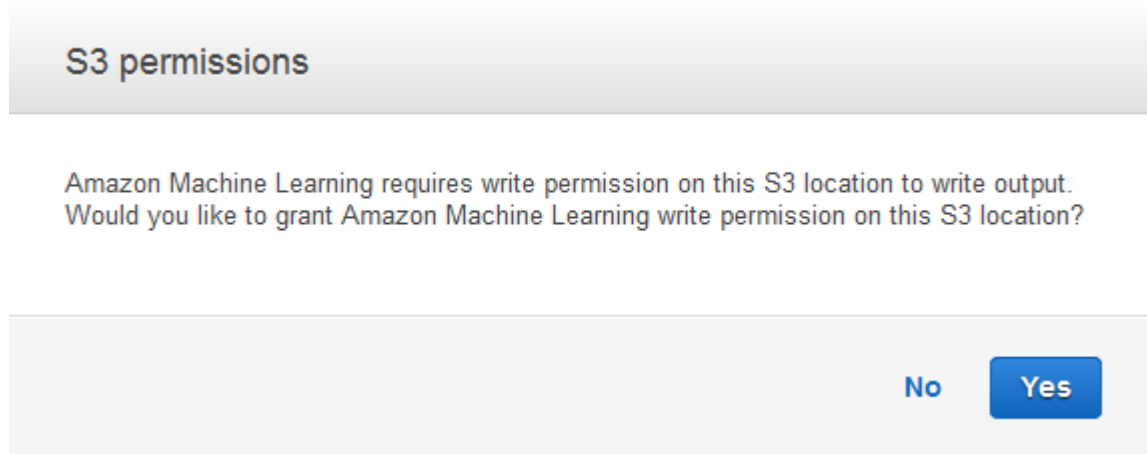 S3 permissions
Amazon Machine Learning requires write permission on this S3 location to write output.
Would you like to grant Amazon Machine Learning write permission on this S3 location?
No
Yes